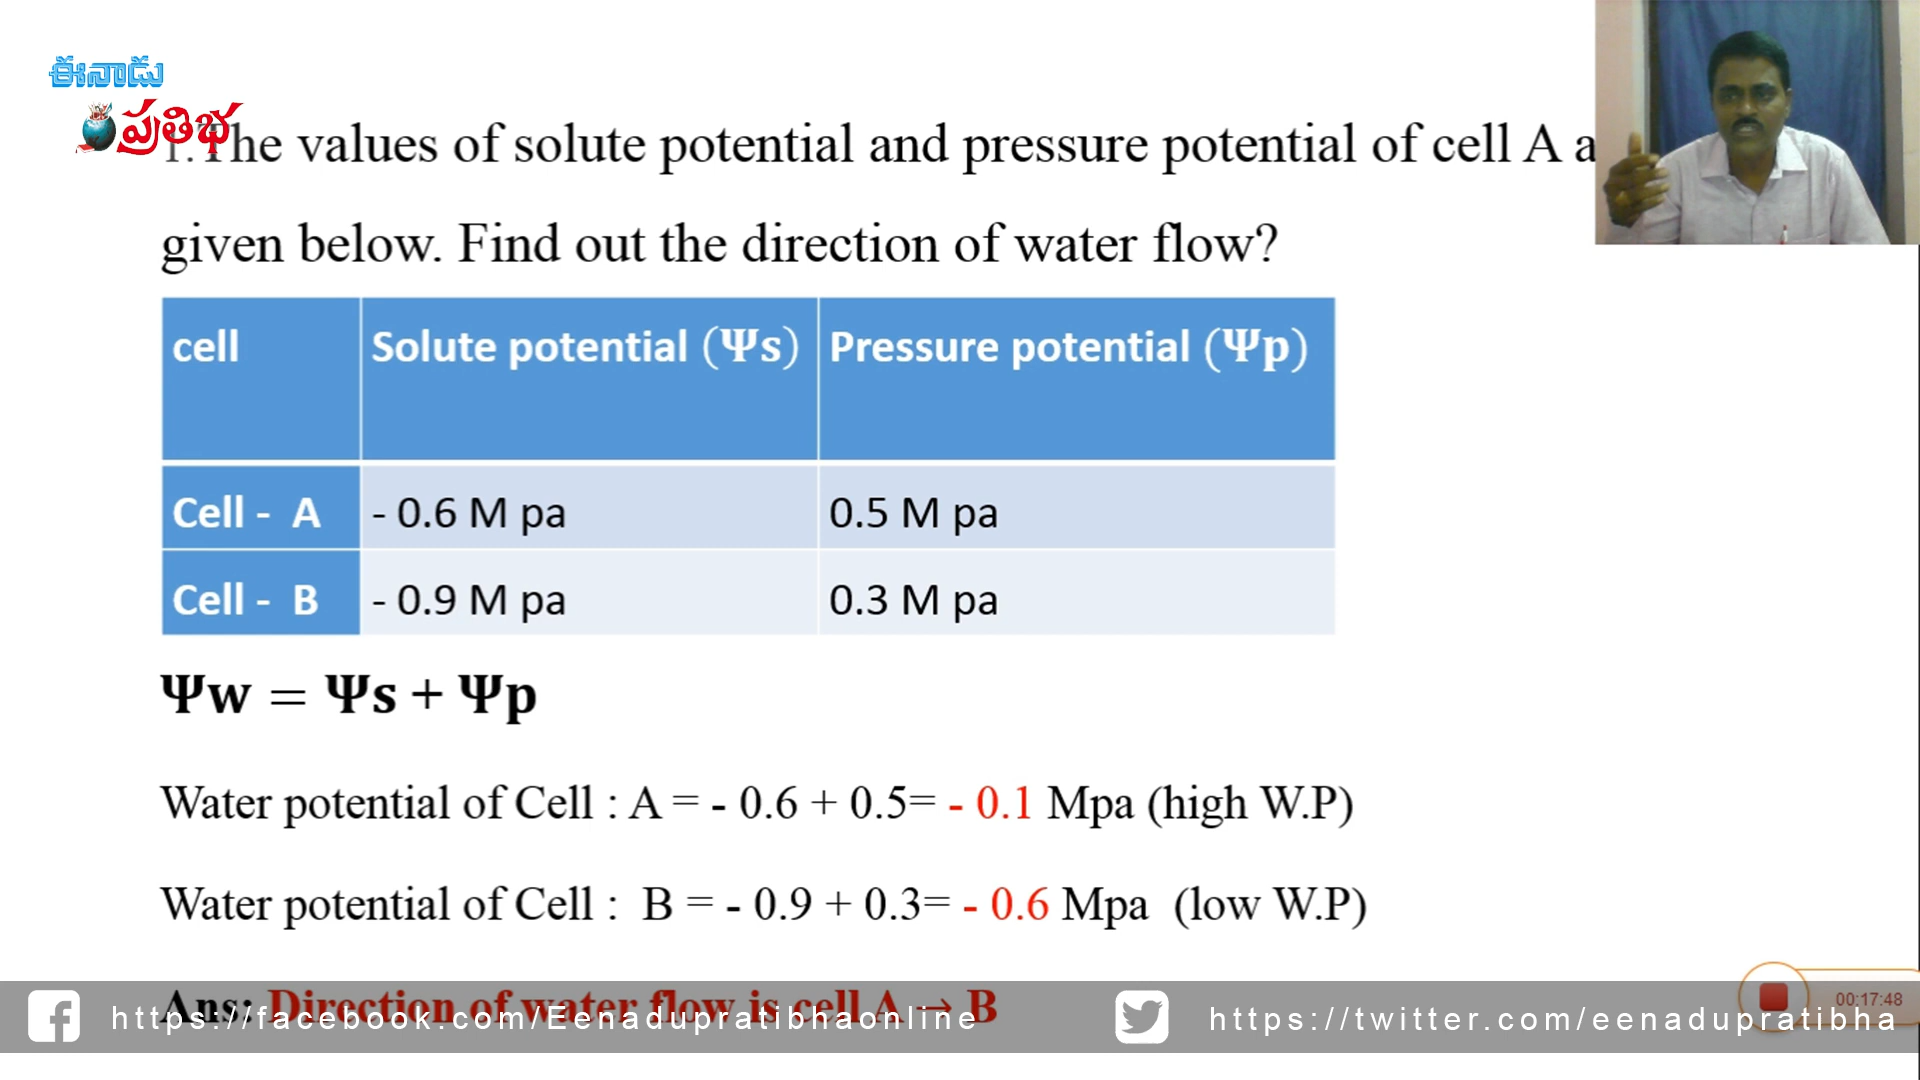 ఈనాడు
ప్రతిభ
1. The values of solute potential and pressure potential of cell A a
given below. Find out the direction of water flow?
cell Solute potential (Ψs) Pressure potential (Ψp)
Cell - A - 0.6 M pa 0.5 M pa
Cell - B - 0.9 M pa 0.3 M pa
Ψw = Ψs + Ψp
Water potential of Cell : A = - 0.6 + 0.5= - 0.1 Mpa (high W.P)
Water potential of Cell : B = - 0.9 + 0.3= - 0.6 Mpa (low W.P)
Ans: Direction of water flow is cell A → B
00:17:48
https://facebook.com/Eenadupratibhaonline
https://twitter.com/eenadupratibha